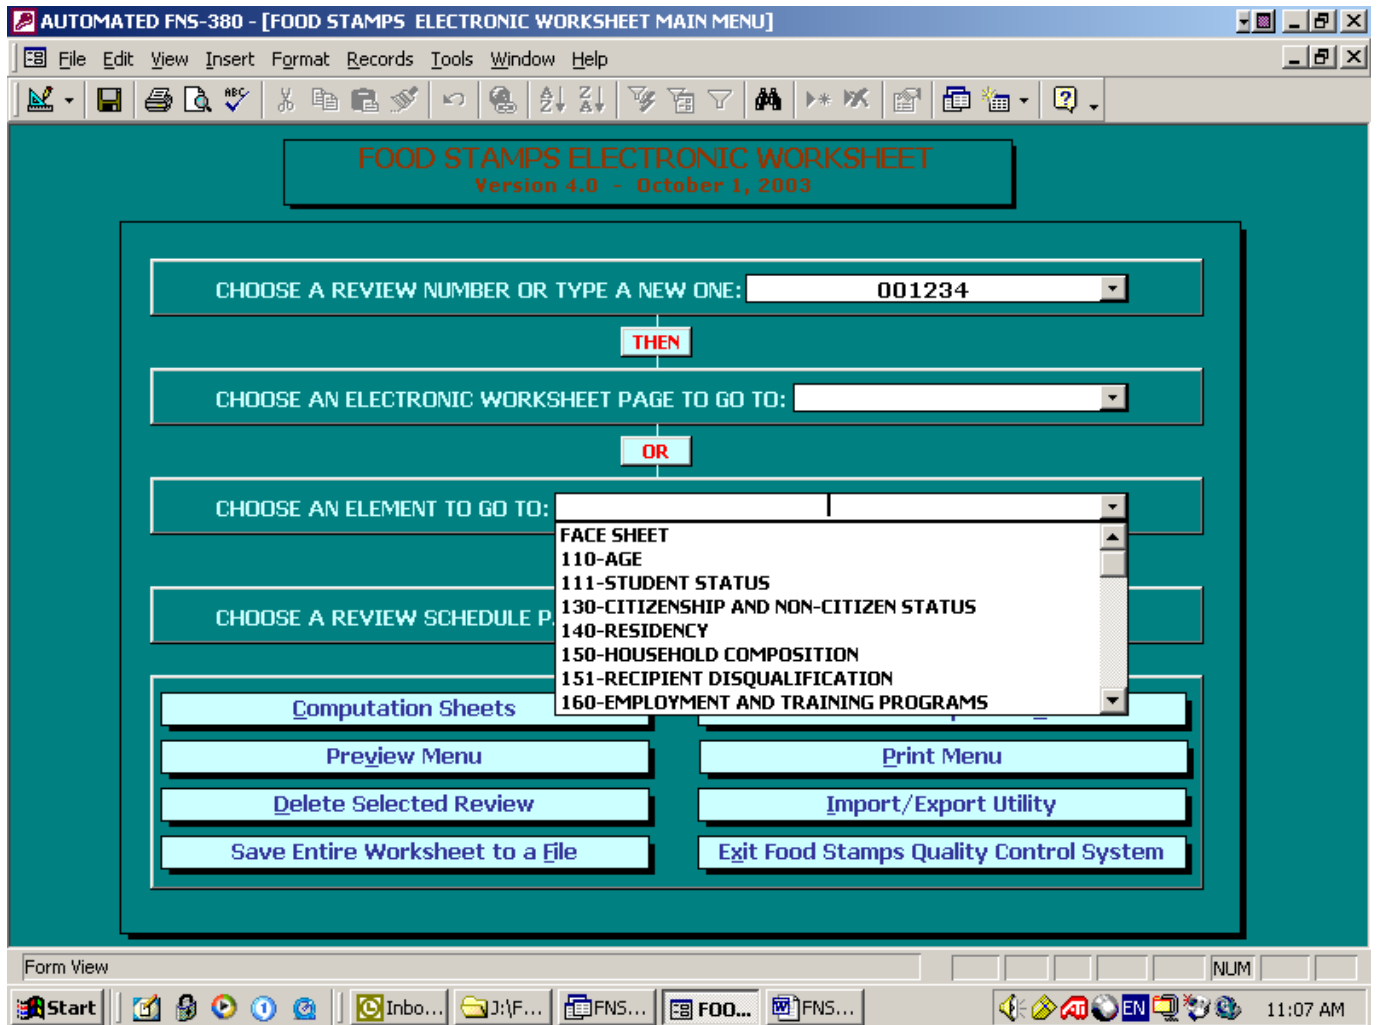 AUTOMATED FNS-380 - [FOOD STAMPS ELECTRONIC WORKSHEET MAIN MENU]
File Edit View Insert Format Records Tools Window Help
FOOD STAMPS ELECTRONIC WORKSHEET
Version 4.0 - October 1, 2003
CHOOSE A REVIEW NUMBER OR TYPE A NEW ONE: 001234
THEN
CHOOSE AN ELECTRONIC WORKSHEET PAGE TO GO TO:
OR
CHOOSE AN ELEMENT TO GO TO:
FACE SHEET
110-AGE
111-STUDENT STATUS
130-CITIZENSHIP AND NON-CITIZEN STATUS
140-RESIDENCY
150-HOUSEHOLD COMPOSITION
151-RECIPIENT DISQUALIFICATION
160-EMPLOYMENT AND TRAINING PROGRAMS
CHOOSE A REVIEW SCHEDULE P
Computation Sheets
Preview Menu Print Menu
Delete Selected Review Import/Export Utility
Save Entire Worksheet to a File Exit Food Stamps Quality Control System
Form View NUM
Start Inbo... J:\F... FNS... FOO... FNS... EN 11:07 AM